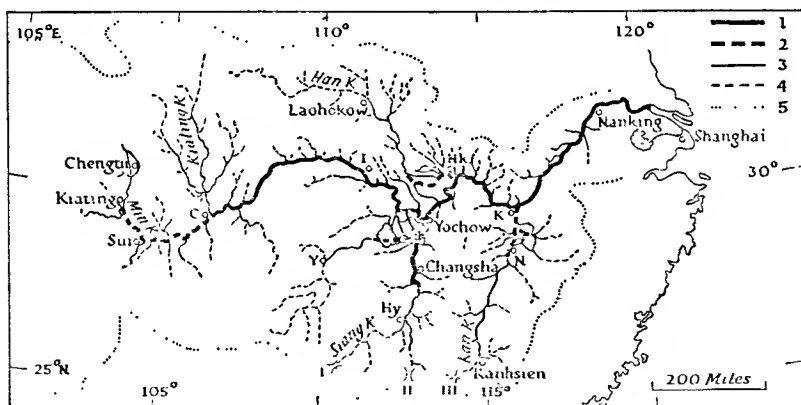 105°E
110°
120°
1
2
3
4
5
Han K
Laohokow
Kialing K
Nanking
Shanghai
Chengtu
I
Hk
30°
Kiating
Min K
C
K
Sui
Yochow
Y
N
Changsha
Hy
Siang K
Kan K
25°N
I
II
III
Kanhsien
105°
115°
200 Miles